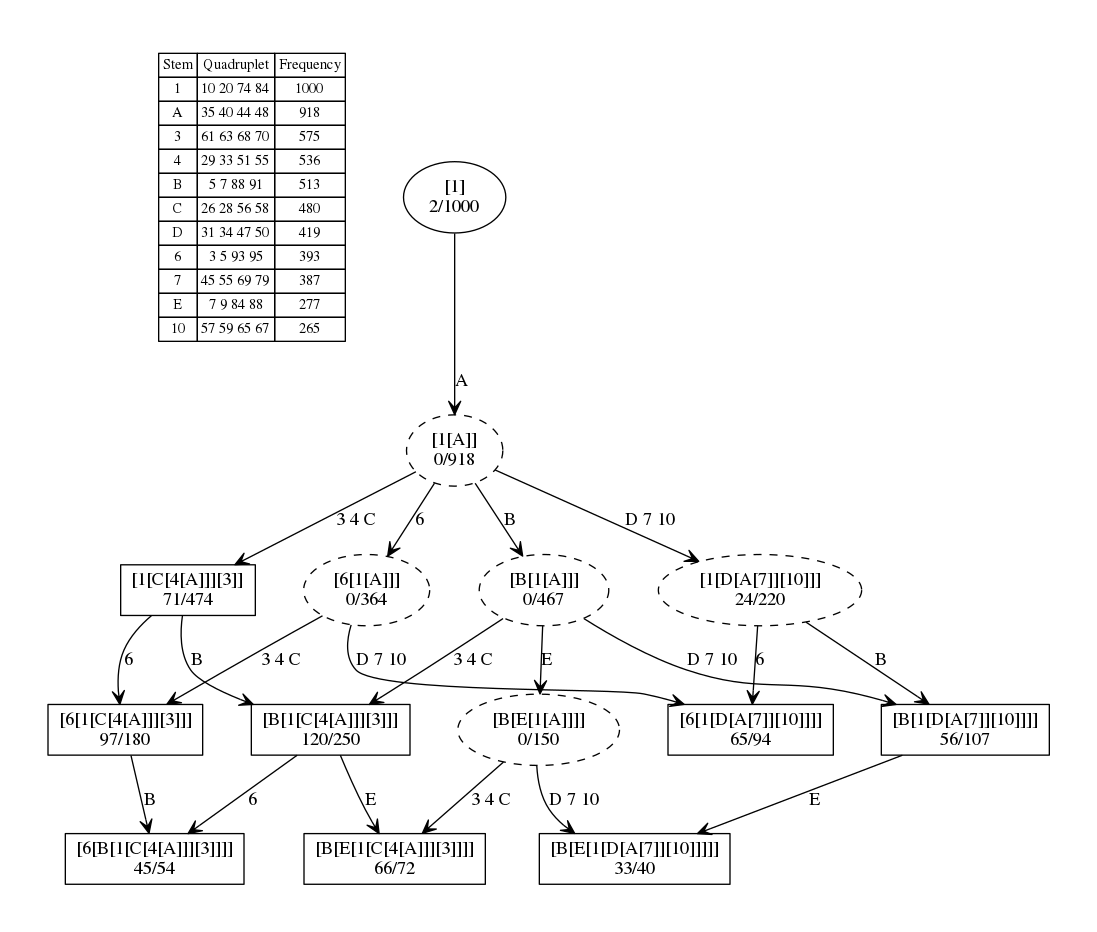 Stem Quadruplet Frequency
1 10 20 74 84 1000
A 35 40 44 48 918
3 61 63 68 70 575
4 29 33 51 55 536
B 5 7 88 91 513
C 26 28 56 58 480
D 31 34 47 50 419
6 3 5 93 95 393
7 45 55 69 79 387
E 7 9 84 88 277
10 57 59 65 67 265
[1]
2/1000
A
[1[A]]
0/918
3 4 C
6
B
D 7 10
[1[C[4[A]]][3]]
71/474
[6[1[A]]]
0/364
[B[1[A]]]
0/467
[1[D[A[7]][10]]]
24/220
6
B
3 4 C
D 7 10
3 4 C
E
D 7 10
6
B
[6[1[C[4[A]]][3]]]
97/180
[B[1[C[4[A]]][3]]]
120/250
[B[E[1[A]]]]
0/150
[6[1[D[A[7]][10]]]]
65/94
[B[1[D[A[7]][10]]]]
56/107
B
6
E
3 4 C
D 7 10
E
[6[B[1[C[4[A]]][3]]]]
45/54
[B[E[1[C[4[A]]][3]]]]
66/72
[B[E[1[D[A[7]][10]]]]]
33/40